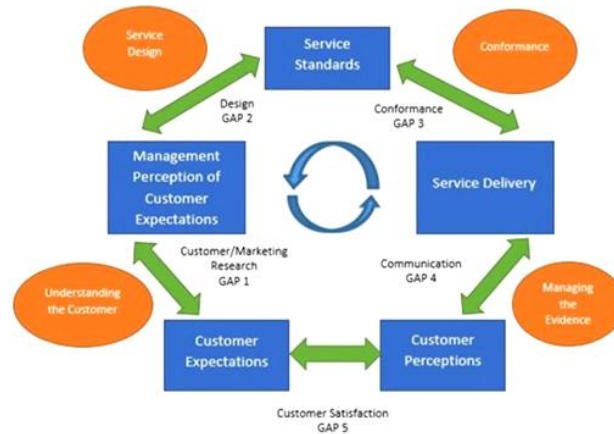 Service
Design
Service
Standards
Conformance
Design
GAP 2
Conformance
GAP 3
Management
Perception of
Customer
Expectations
Service Delivery
Customer/Marketing
Research
GAP 1
Communication
GAP 4
Understanding
the Customer
Managing
the
Evidence
Customer
Expectations
Customer
Perceptions
Customer Satisfaction
GAP 5